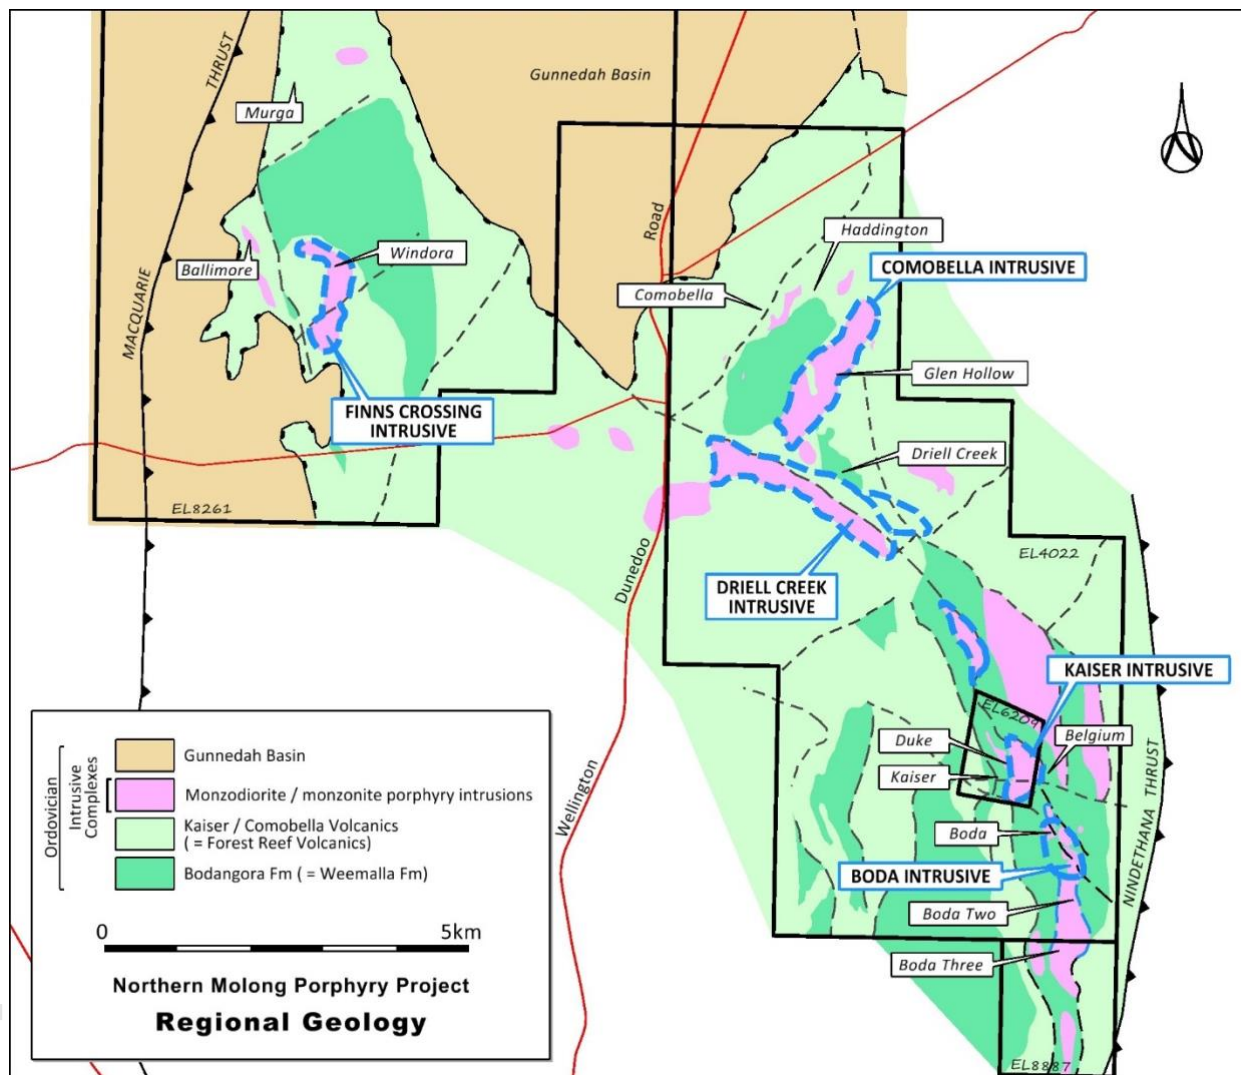 THRUST
MACQUARIE
Murga
Gunnedah Basin
Road
Haddington
COMOBELLA INTRUSIVE
Ballimore
Windora
Comobella
Glen Hollow
FINNS CROSSING
INTRUSIVE
Driell Creek
EL8261
EL4022
Dunedoo
DRIELL CREEK
INTRUSIVE
KAISER INTRUSIVE
EL6209
Duke
Belgium
Kaiser
Wellington
NINDETHANA THRUST
Boda
BODA INTRUSIVE
Boda Two
Boda Three
EL8887
Ordovician
Intrusive
Complexes
Gunnedah Basin
Monzodiorite / monzonite porphyry intrusions
Kaiser / Comobella Volcanics
( = Forest Reef Volcanics)
Bodangora Fm ( = Weemalla Fm)
0 5km
Northern Molong Porphyry Project
Regional Geology